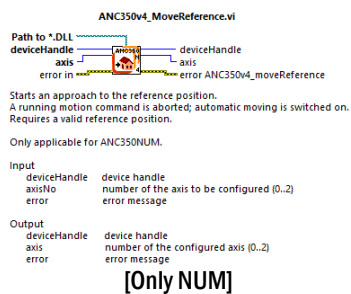 ANC350v4_MoveReference.vi
Path to *.DLL
deviceHandle
deviceHandle
axis
axis
error in
error ANC350v4_moveReference
ANC350
4
Starts an approach to the reference position.
A running motion command is aborted; automatic moving is switched on.
Requires a valid reference position.
Only applicable for ANC350NUM.
Input
deviceHandle device handle
axisNo number of the axis to be configured (0..2)
error error message
Output
deviceHandle device handle
axis number of the configured axis (0..2)
error error message
[Only NUM]